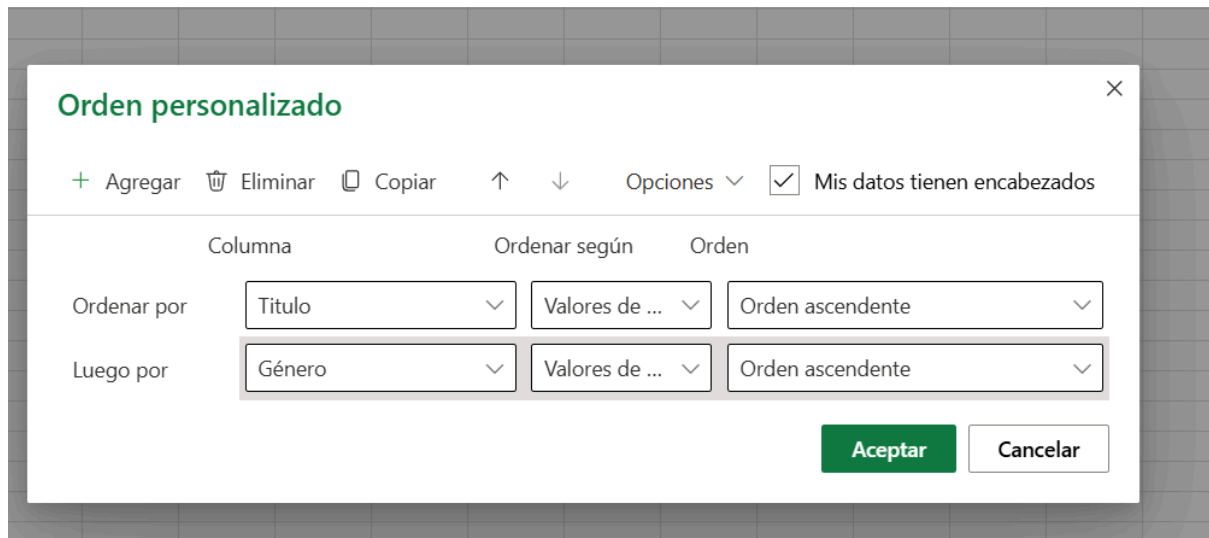 Orden personalizado
Agregar Eliminar Copiar Opciones Mis datos tienen encabezados
Columna Ordenar según Orden
Ordenar por Titulo Valores de ... Orden ascendente
Luego por Género Valores de ... Orden ascendente
Aceptar Cancelar